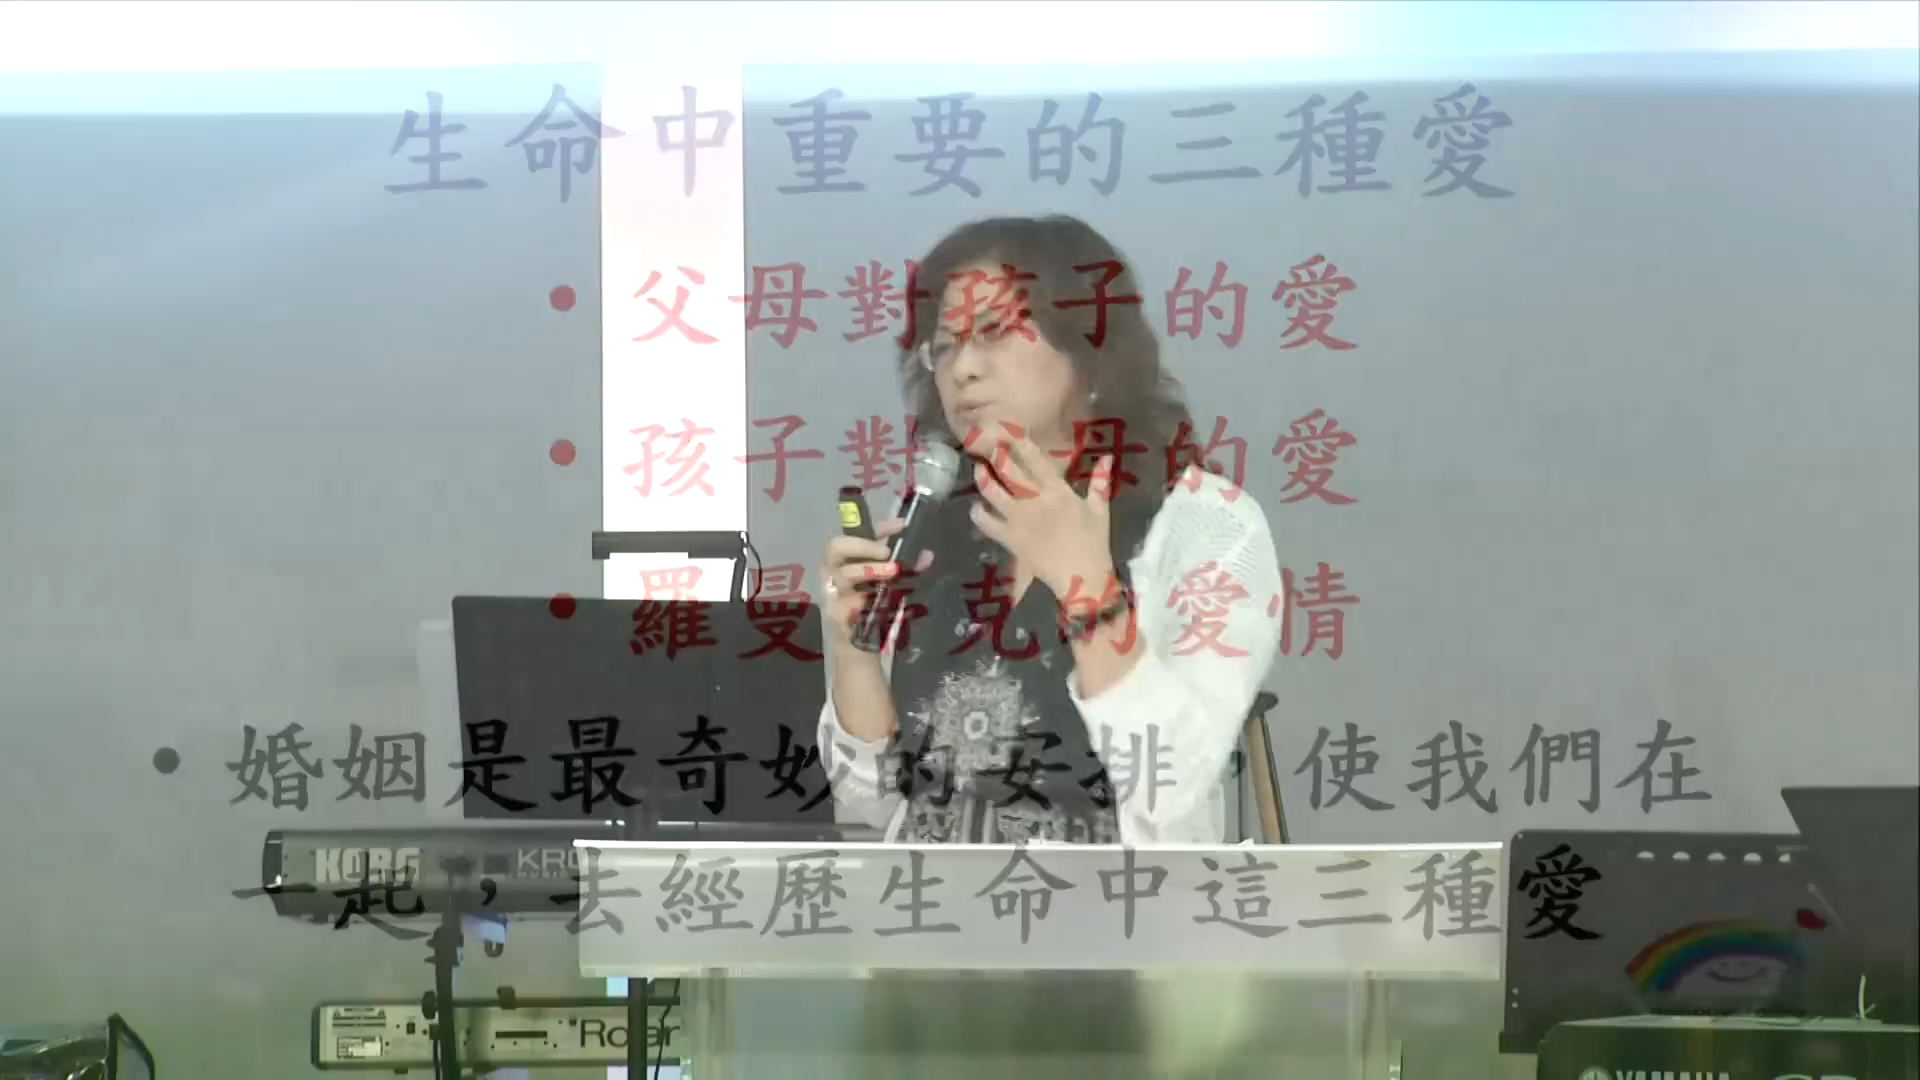 生命中重要的三種愛
• 父母對孩子的愛
• 孩子對父母的愛
• 羅曼蒂克的愛情
• 婚姻是最奇妙的安排，使我們在
一起，去經歷生命中這三種愛
KORG
KRO
Rolan
YAMAHA